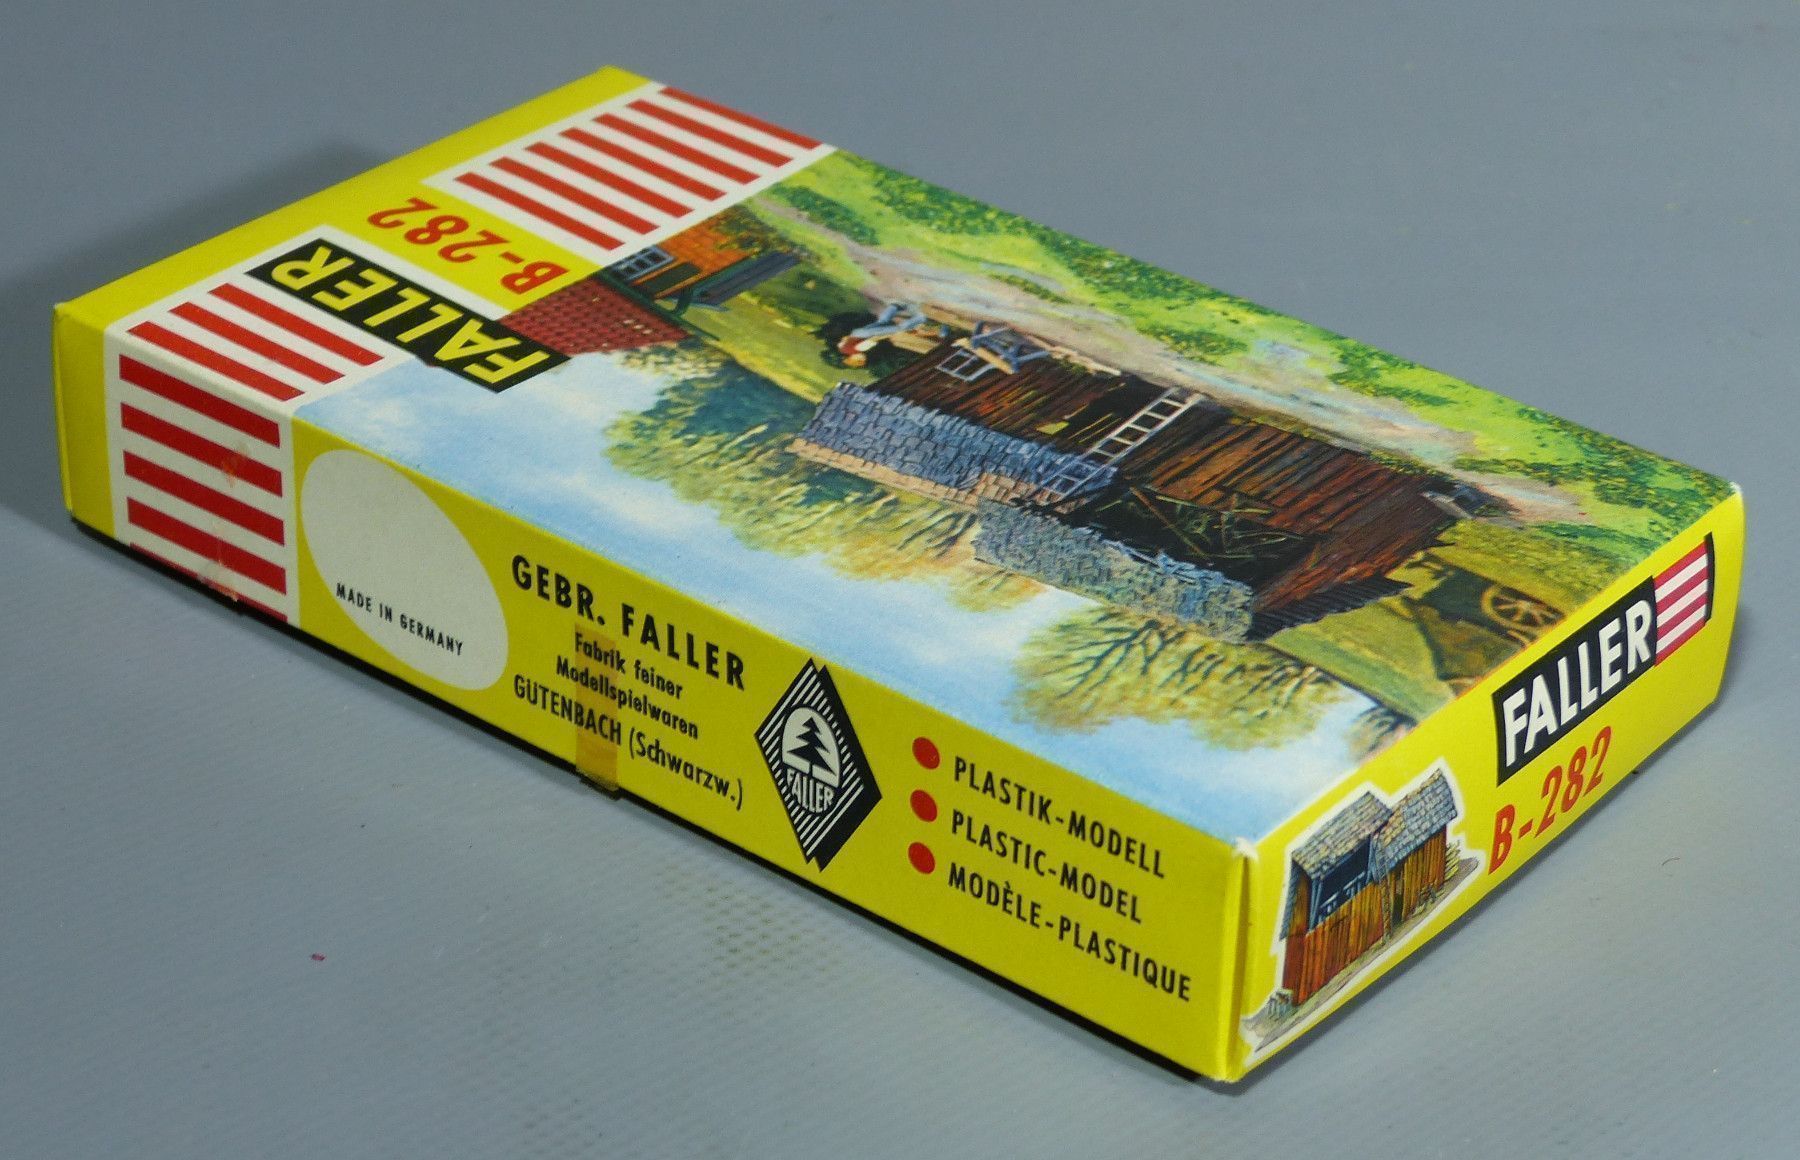 B-282
FALLER
MADE IN GERMANY
GEBR. FALLER
Fabrik feiner
Modellspielwaren
GÜTENBACH (Schwarzw.)
FALLER
PLASTIK-MODELL
PLASTIC-MODEL
MODÈLE-PLASTIQUE
FALLER
B-282